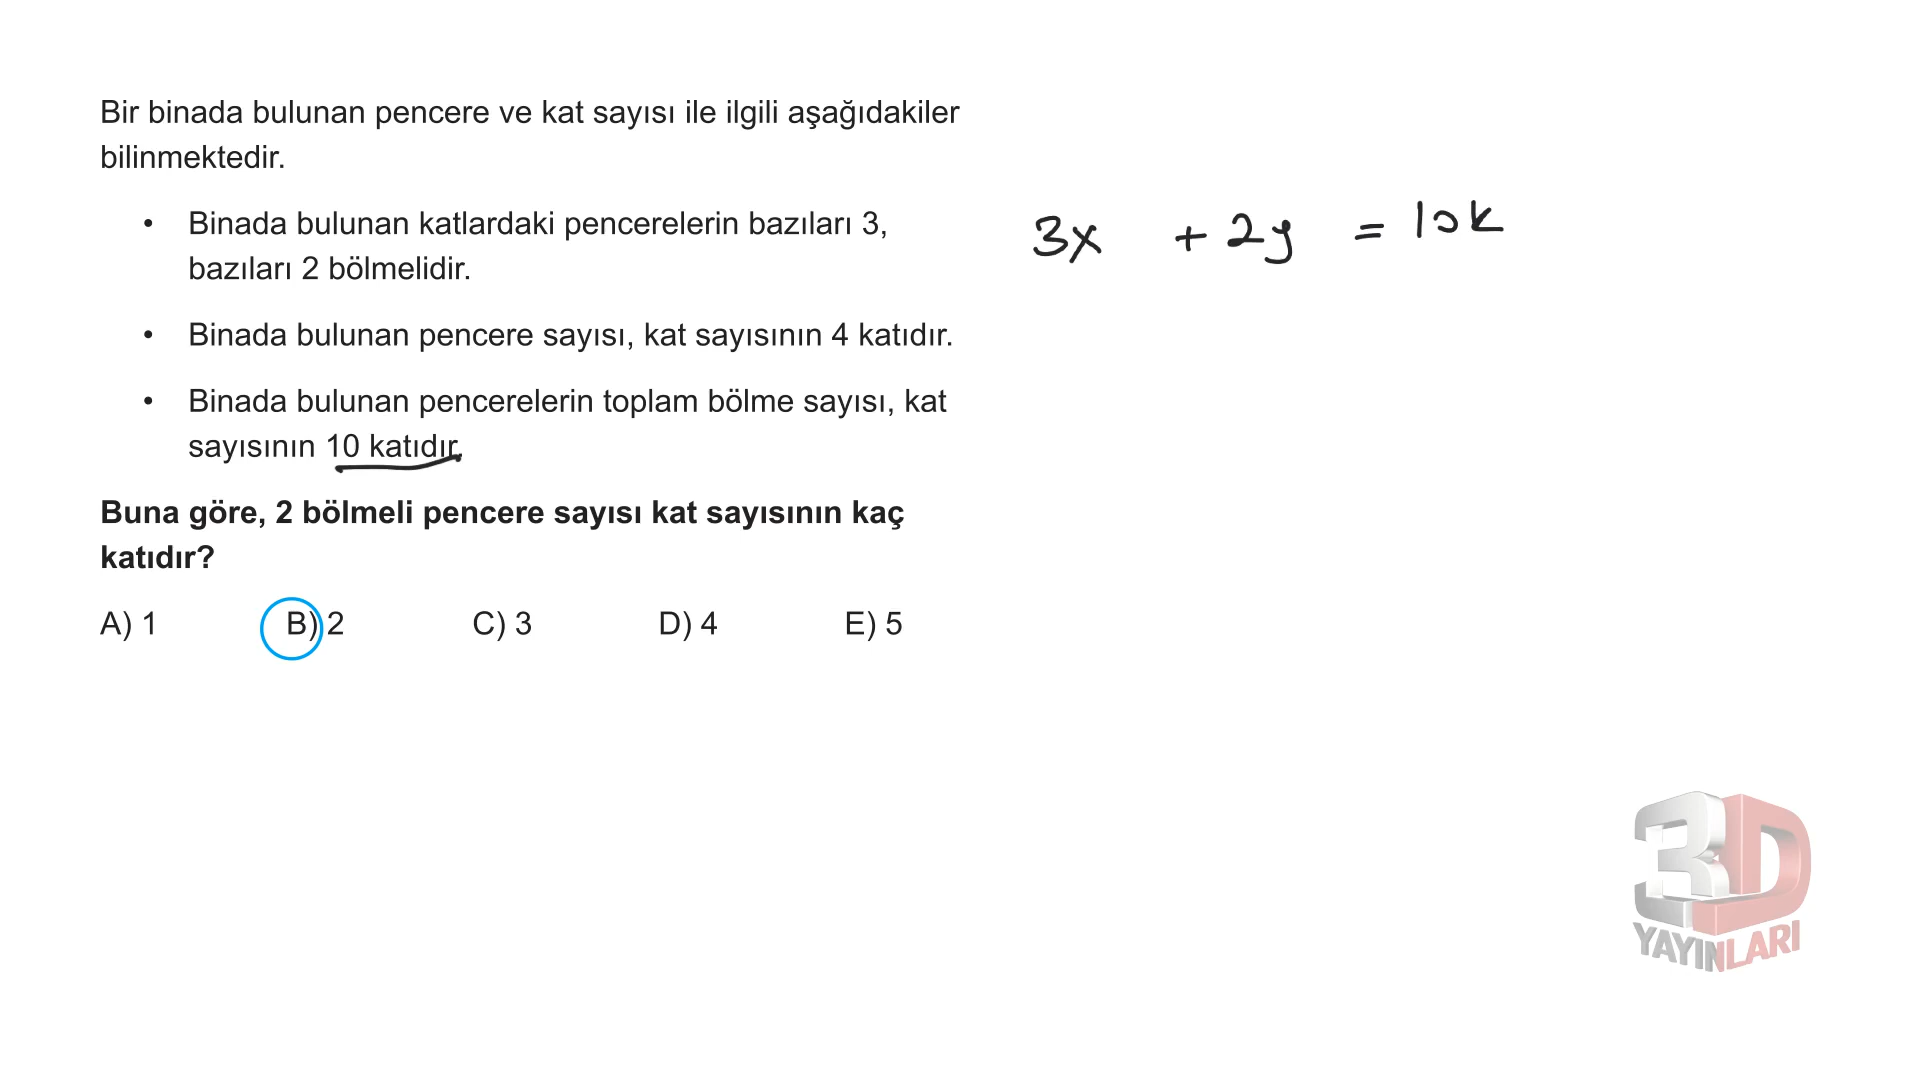 Bir binada bulunan pencere ve kat sayısı ile ilgili aşağıdakiler
bilinmektedir.
• Binada bulunan katlardaki pencerelerin bazıları 3,
bazıları 2 bölmelidir.
• Binada bulunan pencere sayısı, kat sayısının 4 katıdır.
• Binada bulunan pencerelerin toplam bölme sayısı, kat
sayısının 10 katıdır.
Buna göre, 2 bölmeli pencere sayısı kat sayısının kaç
katıdır?
A) 1 B) 2 C) 3 D) 4 E) 5
3x + 2y = 10k
3D
YAYINLARI